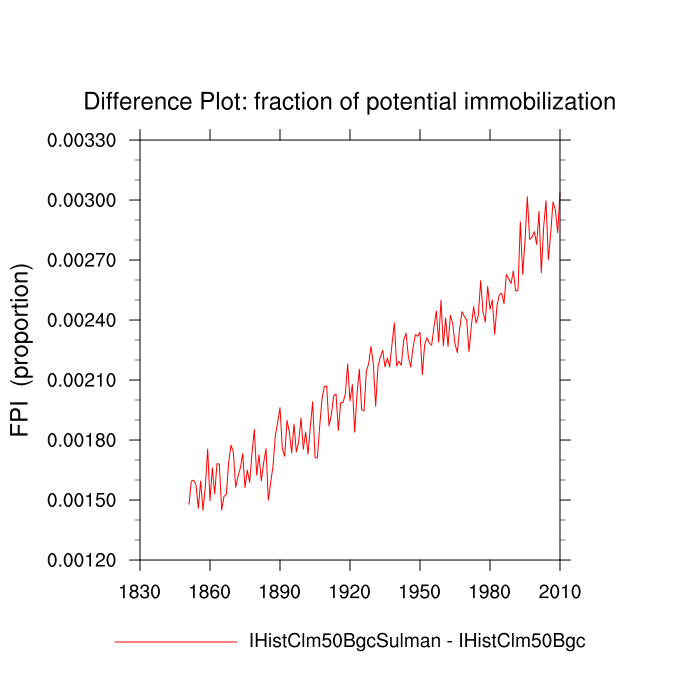 Difference Plot: fraction of potential immobilization
0.00330
0.00300
0.00270
0.00240
0.00210
0.00180
0.00150
0.00120
FPI (proportion)
1830 1860 1890 1920 1950 1980 2010
IHistClm50BgcSulman - IHistClm50Bgc